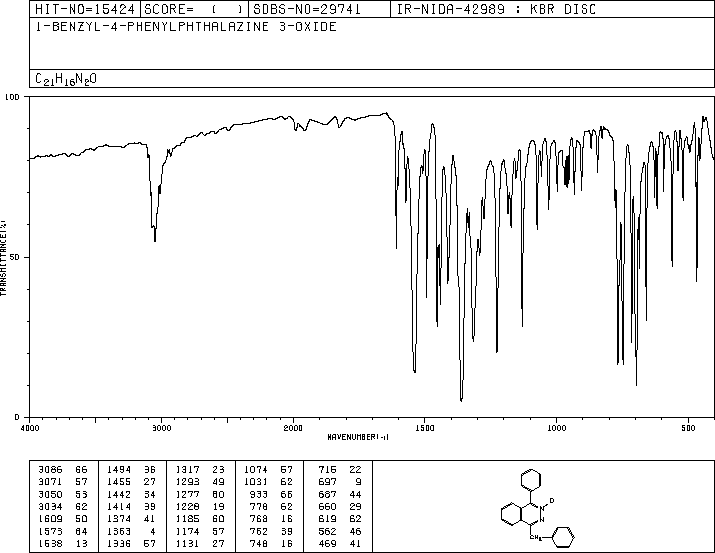 HIT-NO=15424 SCORE= ( ) SDBS-NO=29741 IR-NIDA-42989 : KBR DISC
1-BENZYL-4-PHENYLPHTHALAZINE 3-OXIDE
C21H16N2O
100
50
0
TRANSMITTANCE(%)
4000 3000 2000 1500 1000 500
WAVENUMBER(-1)
3086 66 1494 36 1317 23 1074 57 716 22
3071 57 1455 27 1293 49 1031 62 697 9
3050 53 1442 34 1277 60 933 66 687 44
3034 62 1414 39 1228 19 778 62 660 29
1609 50 1374 41 1185 60 768 16 619 62
1573 64 1363 4 1174 57 762 39 562 46
1538 13 1336 57 1131 27 748 16 469 41
O
N
N
CH2